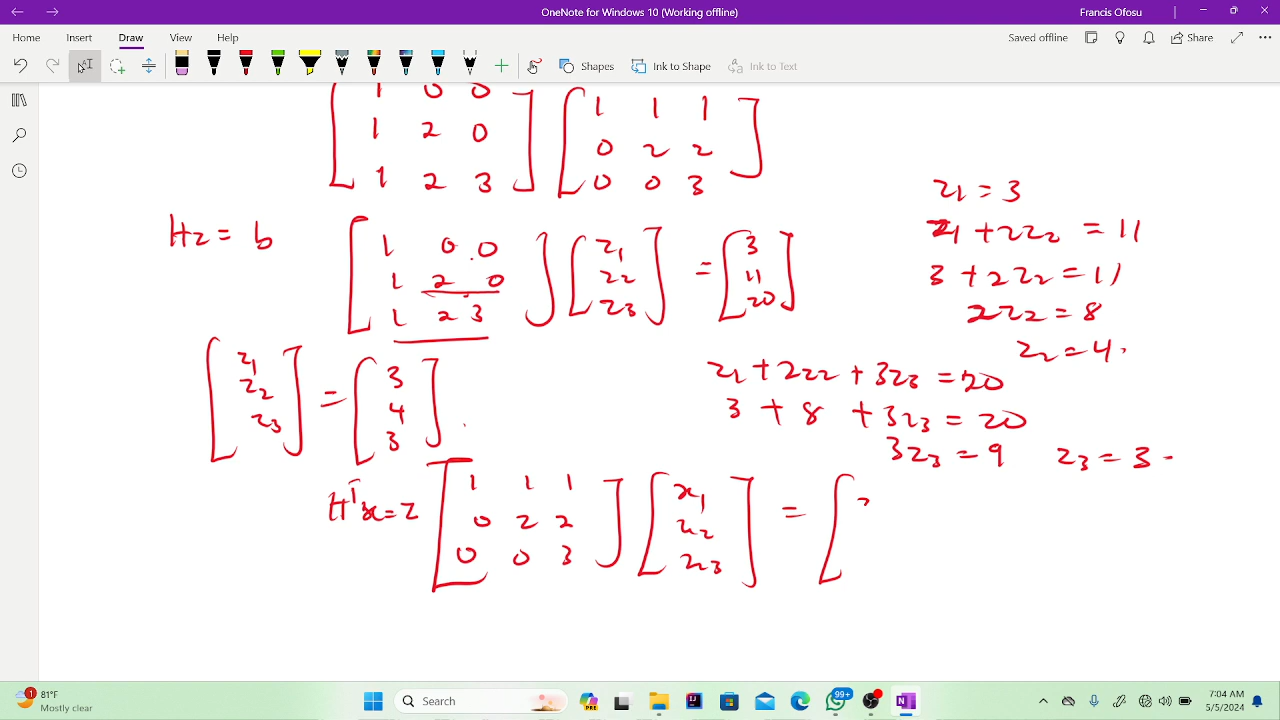 OneNote for Windows 10 (Working offline)
Francis Ofosu
Home Insert Draw View Help
Saved offline Share
Shapes Ink to Shape Ink to Text
1 0 0
1 2 0
1 2 3
1 1 1
0 2 2
0 0 3
Hz = b
1 0 0
1 2 0
1 2 3
z1
z2
z3
=
3
11
20
z1 = 3
z1 + 2z2 = 11
3 + 2z2 = 11
2z2 = 8
z2 = 4
z1
z2
z3
=
3
4
3
z1 + 2z2 + 3z3 = 20
3 + 8 + 3z3 = 20
3z3 = 9 z3 = 3
Hᵀx = z
1 1 1
0 2 2
0 0 3
x1
x2
x3
=
81°F
Mostly clear
1
Search
PRE
99+
7:04 AM